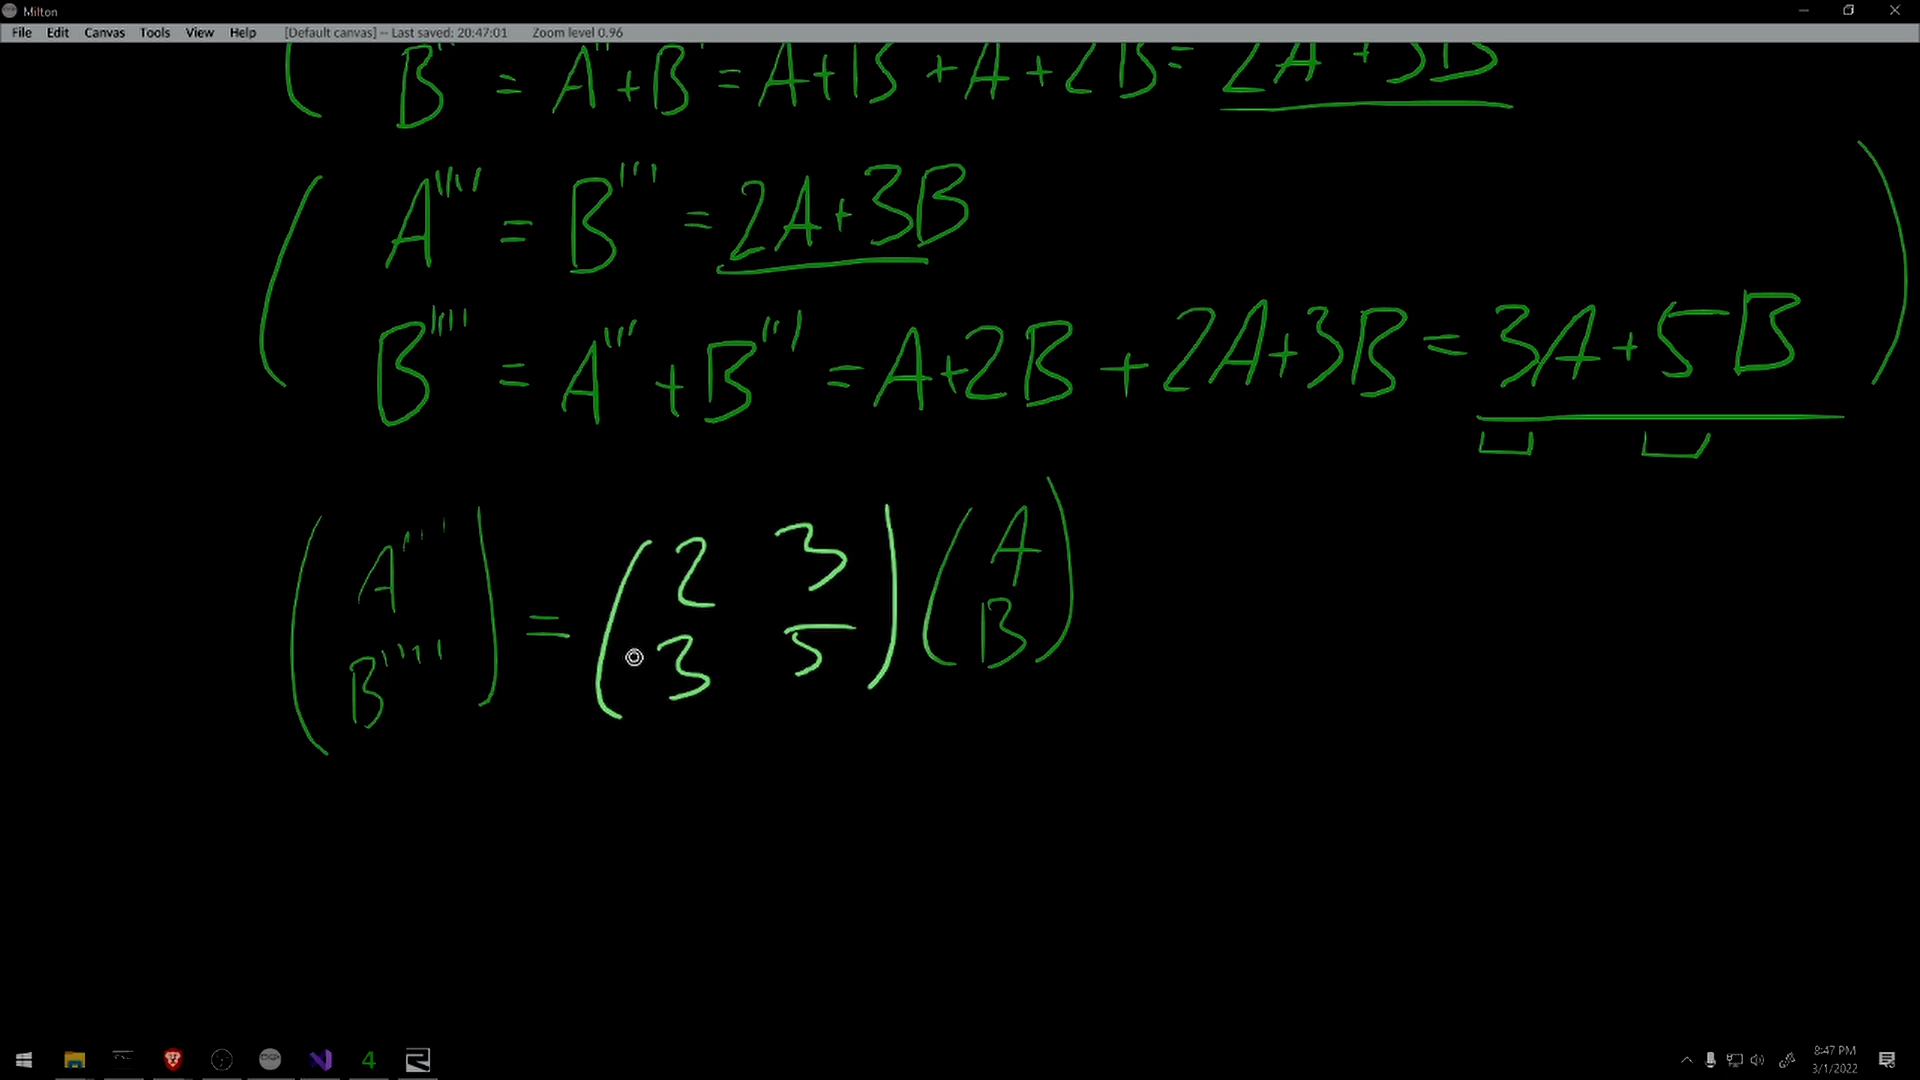 Milton
File Edit Canvas Tools View Help [Default canvas] -- Last saved: 20:47:01 Zoom level 0.96
B''' = A'' + B'' = A+B + A+2B = 2A+3B
A'''' = B''' = 2A+3B
B'''' = A''' + B''' = A+2B + 2A+3B = 3A+5B
( A'''' ) = ( 2 3 ) ( A )
( B'''' ) ( 3 5 ) ( B )
4
8:47 PM
3/1/2022